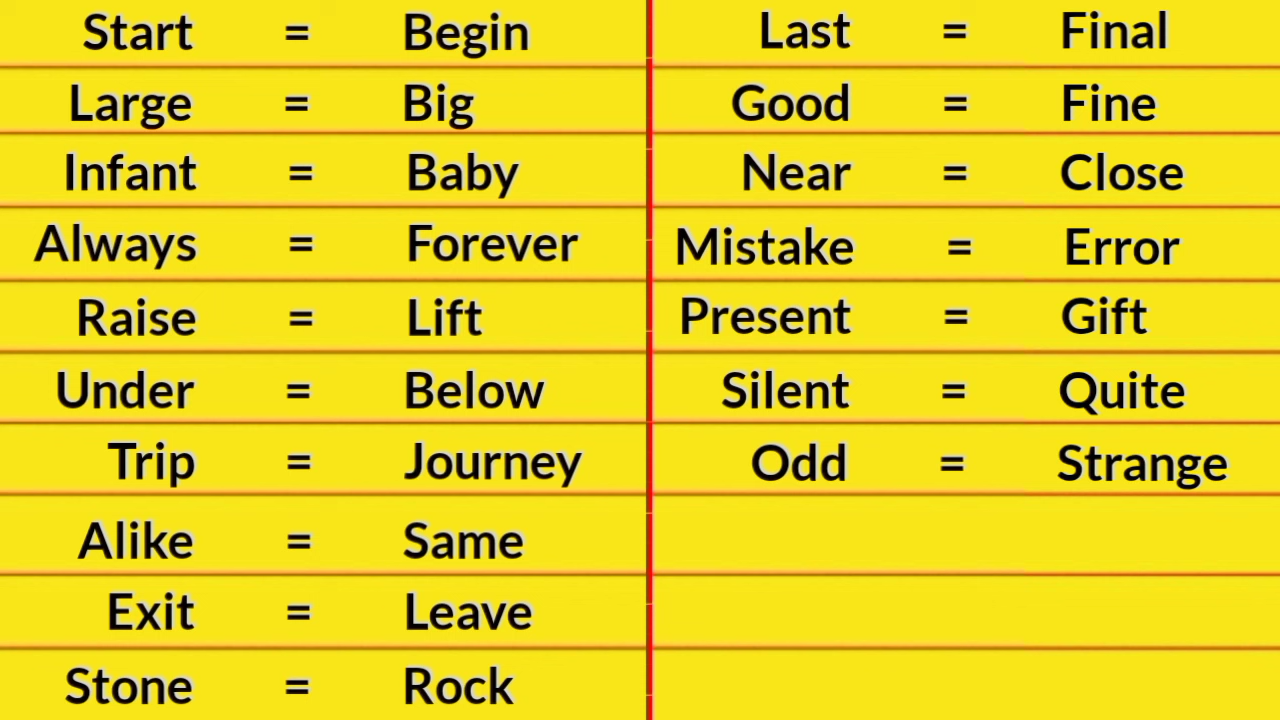 Start = Begin
Large = Big
Infant = Baby
Always = Forever
Raise = Lift
Under = Below
Trip = Journey
Alike = Same
Exit = Leave
Stone = Rock
Last = Final
Good = Fine
Near = Close
Mistake = Error
Present = Gift
Silent = Quite
Odd = Strange